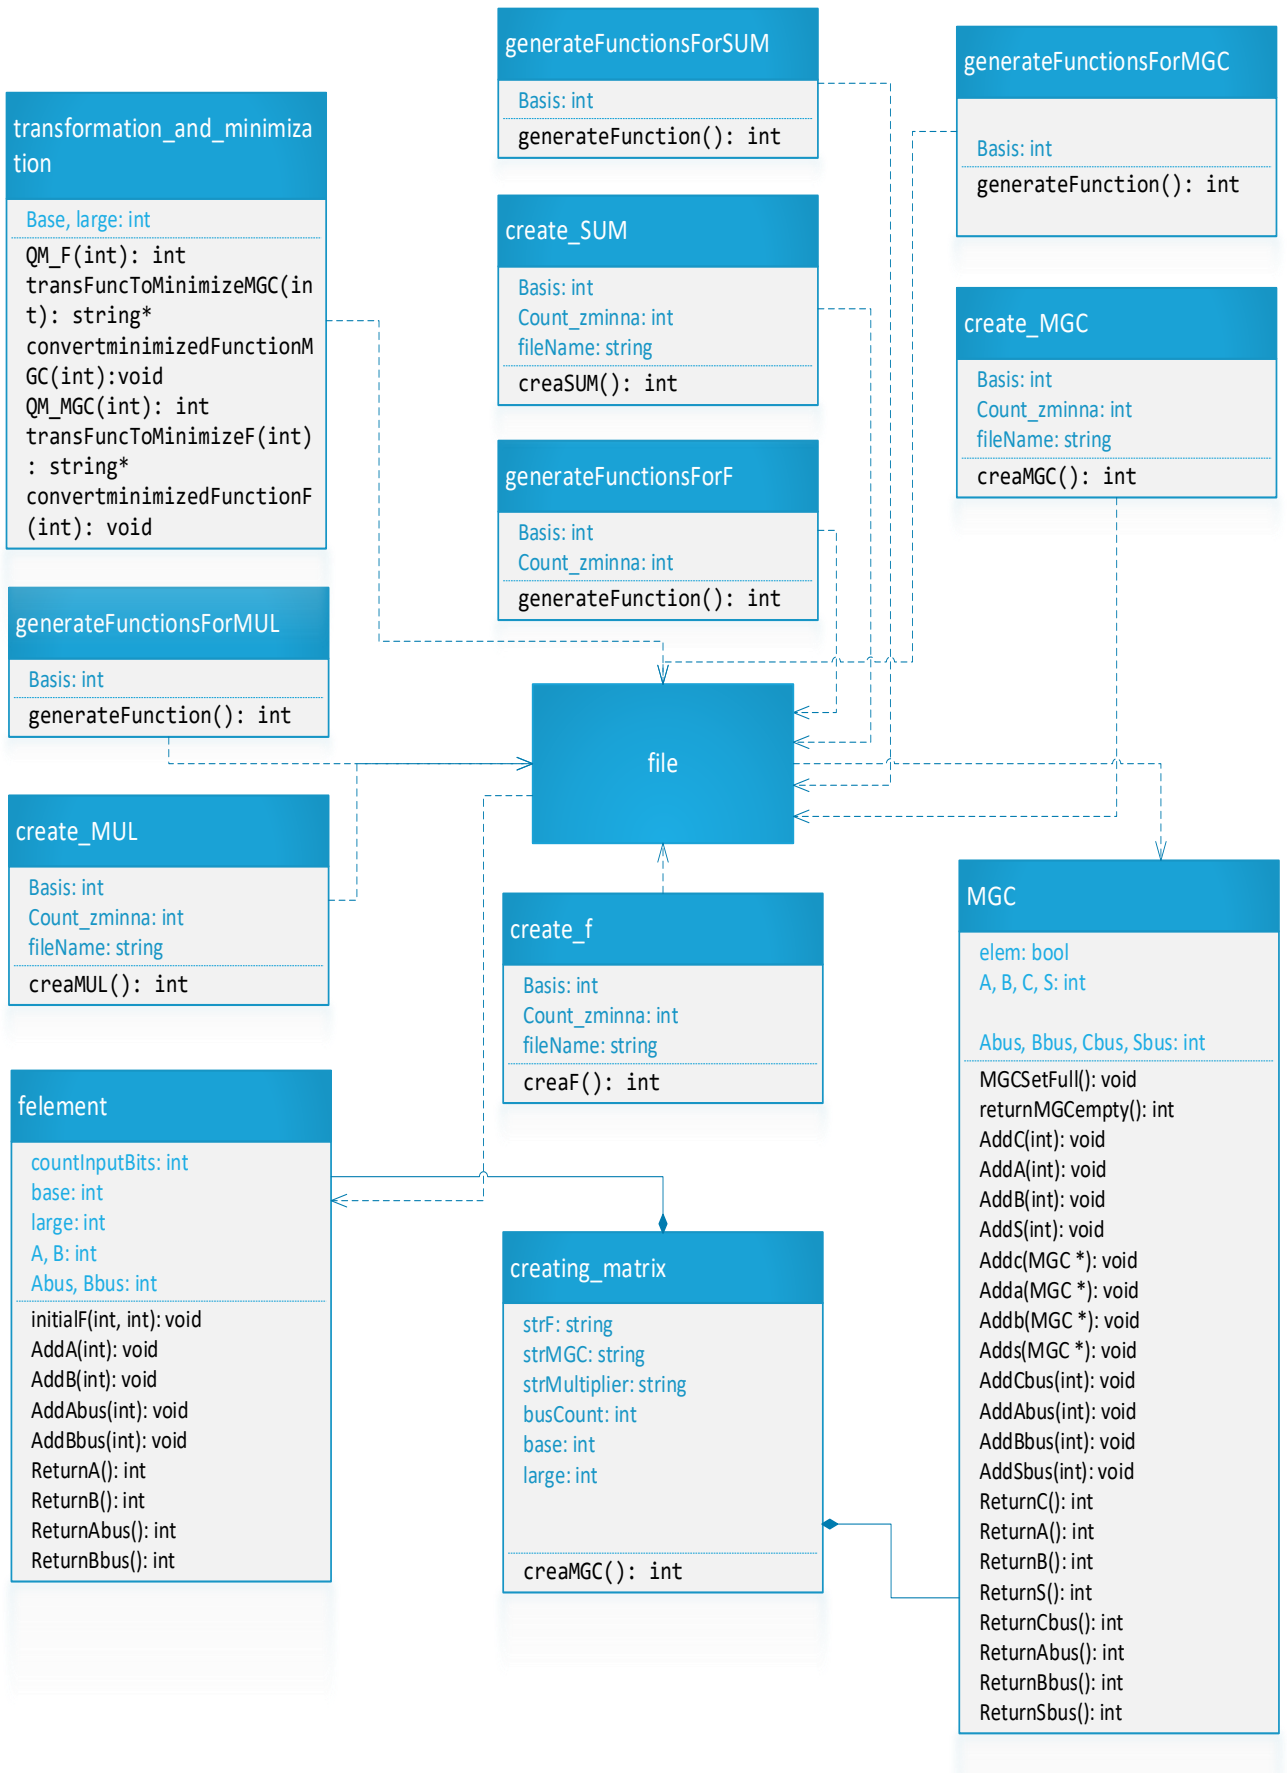 generateFunctionsForSUM
Basis: int
generateFunction(): int
generateFunctionsForMGC
Basis: int
generateFunction(): int
transformation_and_minimiza
tion
Base, large: int
QM_F(int): int
transFuncToMinimizeMGC(in
t): string*
convertminimizedFunctionM
GC(int):void
QM_MGC(int): int
transFuncToMinimizeF(int)
: string*
convertminimizedFunctionF
(int): void
create_SUM
Basis: int
Count_zminna: int
fileName: string
creaSUM(): int
create_MGC
Basis: int
Count_zminna: int
fileName: string
creaMGC(): int
generateFunctionsForF
Basis: int
Count_zminna: int
generateFunction(): int
generateFunctionsForMUL
Basis: int
generateFunction(): int
file
create_MUL
Basis: int
Count_zminna: int
fileName: string
creaMUL(): int
create_f
Basis: int
Count_zminna: int
fileName: string
creaF(): int
MGC
elem: bool
A, B, C, S: int
Abus, Bbus, Cbus, Sbus: int
MGCSetFull(): void
returnMGCempty(): int
AddC(int): void
AddA(int): void
AddB(int): void
AddS(int): void
Addc(MGC *): void
Adda(MGC *): void
Addb(MGC *): void
Adds(MGC *): void
AddCbus(int): void
AddAbus(int): void
AddBbus(int): void
AddSbus(int): void
ReturnC(): int
ReturnA(): int
ReturnB(): int
ReturnS(): int
ReturnCbus(): int
ReturnAbus(): int
ReturnBbus(): int
ReturnSbus(): int
felement
countInputBits: int
base: int
large: int
A, B: int
Abus, Bbus: int
initialF(int, int): void
AddA(int): void
AddB(int): void
AddAbus(int): void
AddBbus(int): void
ReturnA(): int
ReturnB(): int
ReturnAbus(): int
ReturnBbus(): int
creating_matrix
strF: string
strMGC: string
strMultiplier: string
busCount: int
base: int
large: int
creaMGC(): int